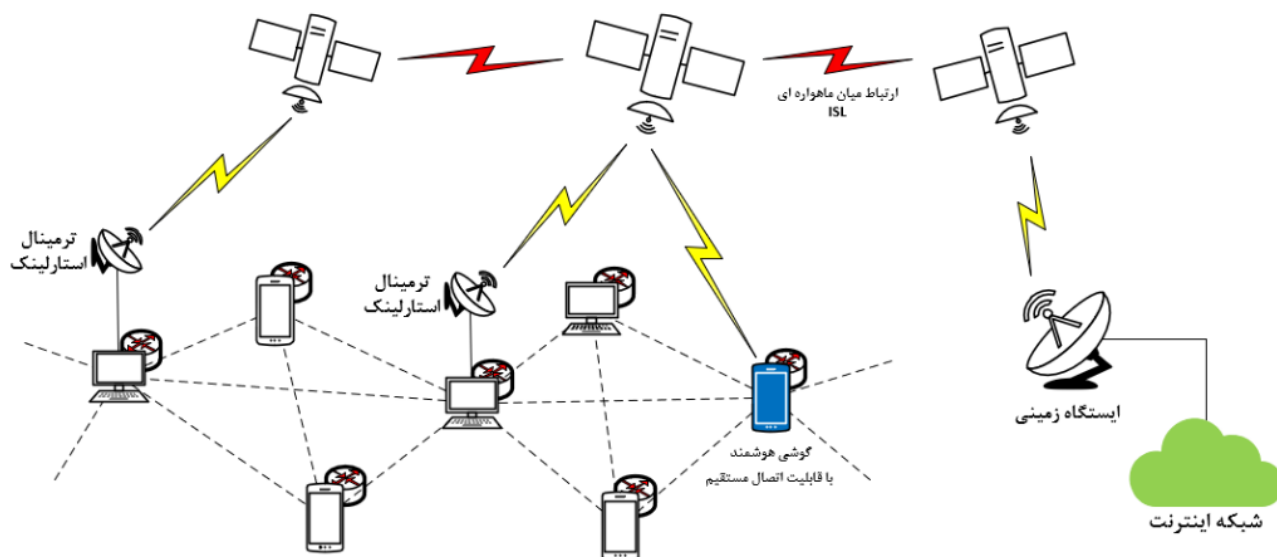 ارتباط میان ماهواره ای
ISL
ترمینال
استارلینک
ترمینال
استارلینک
گوشی هوشمند
با قابلیت اتصال مستقیم
ایستگاه زمینی
شبکه اینترنت